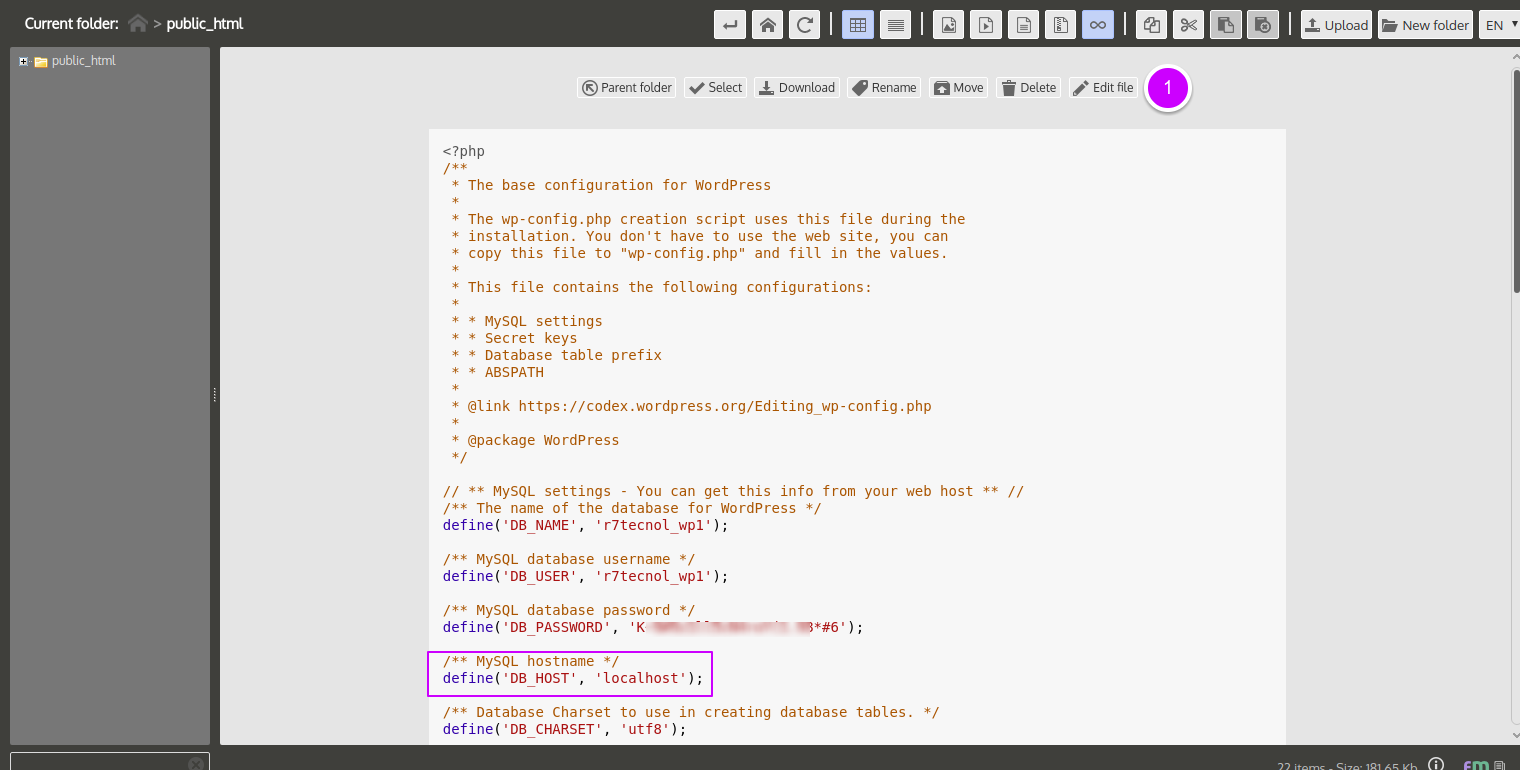 Current folder: > public_html
Upload New folder EN
public_html
Parent folder Select Download Rename Move Delete Edit file 1
<?php
/**
 * The base configuration for WordPress
 *
 * The wp-config.php creation script uses this file during the
 * installation. You don't have to use the web site, you can
 * copy this file to "wp-config.php" and fill in the values.
 *
 * This file contains the following configurations:
 *
 * * MySQL settings
 * * Secret keys
 * * Database table prefix
 * * ABSPATH
 *
 * @link https://codex.wordpress.org/Editing_wp-config.php
 *
 * @package WordPress
 */
// ** MySQL settings - You can get this info from your web host ** //
/** The name of the database for WordPress */
define('DB_NAME', 'r7tecnol_wp1');
/** MySQL database username */
define('DB_USER', 'r7tecnol_wp1');
/** MySQL database password */
define('DB_PASSWORD', 'K *#6');
/** MySQL hostname */
define('DB_HOST', 'localhost');
/** Database Charset to use in creating database tables. */
define('DB_CHARSET', 'utf8');
22 items - Size: 181.65 Kb